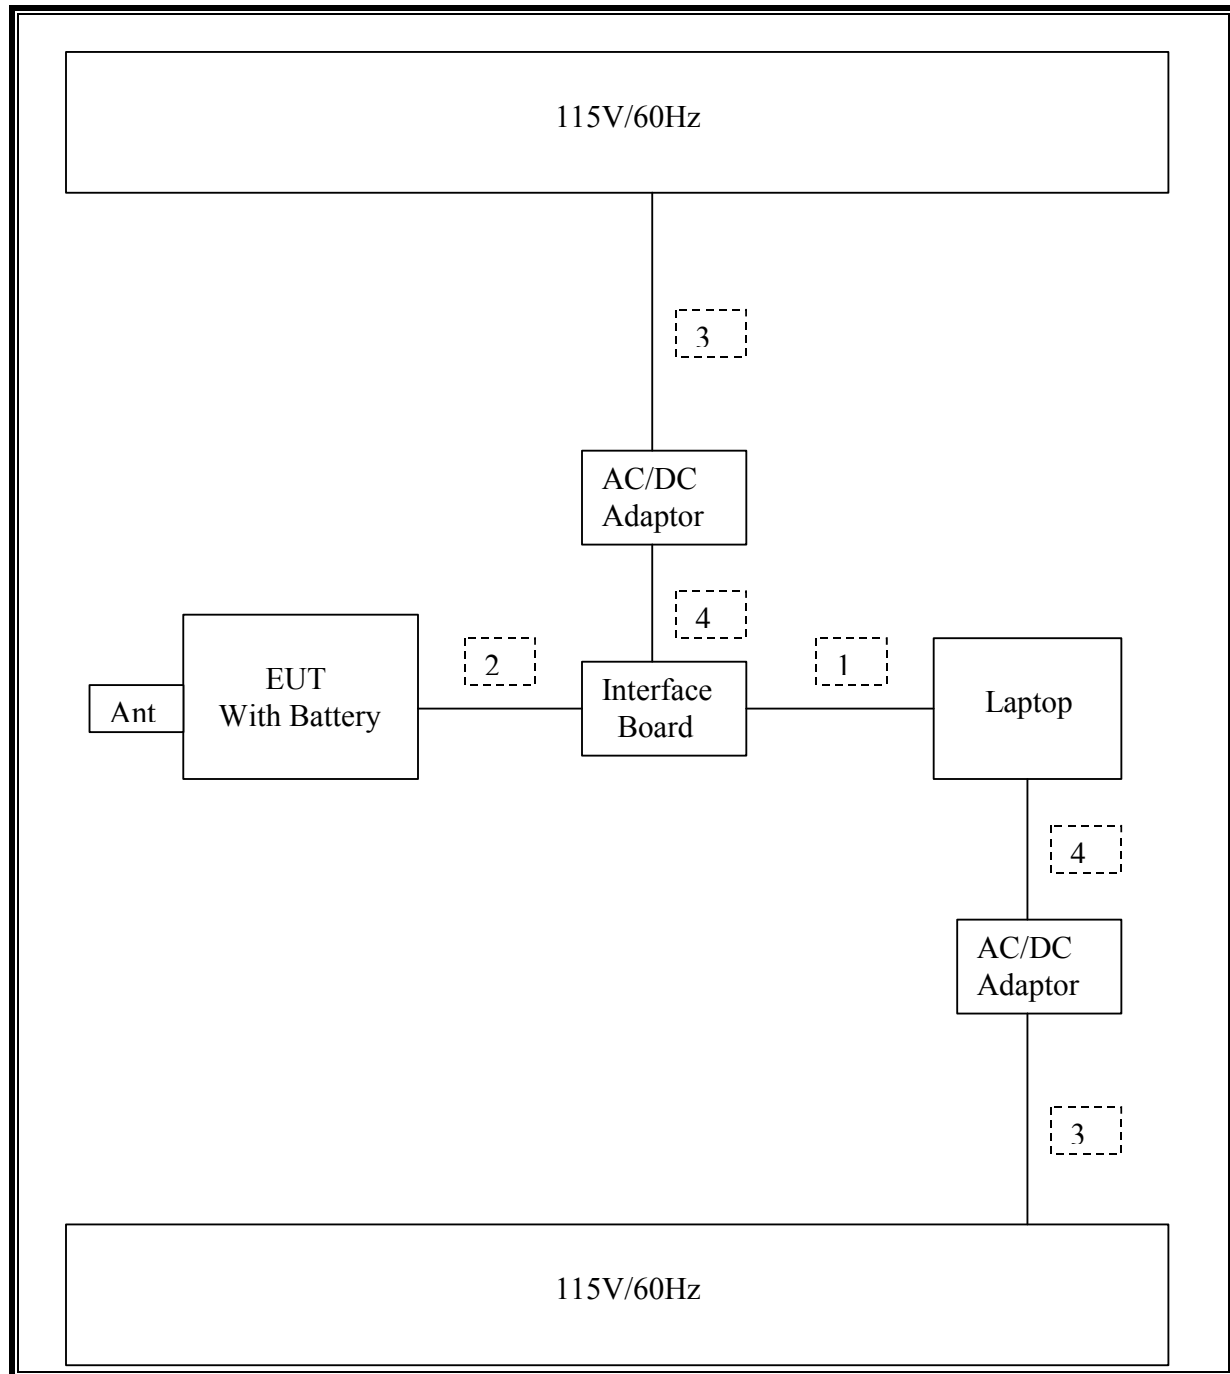 115V/60Hz
3
AC/DC
Adaptor
4
2
1
EUT
With Battery
Ant
Interface
Board
Laptop
4
AC/DC
Adaptor
3
115V/60Hz